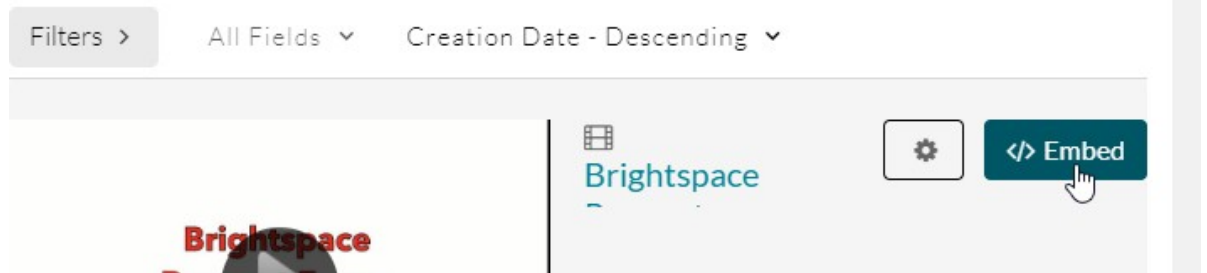 Filters >
All Fields
Creation Date - Descending
Brightspace
</> Embed
Brightspace